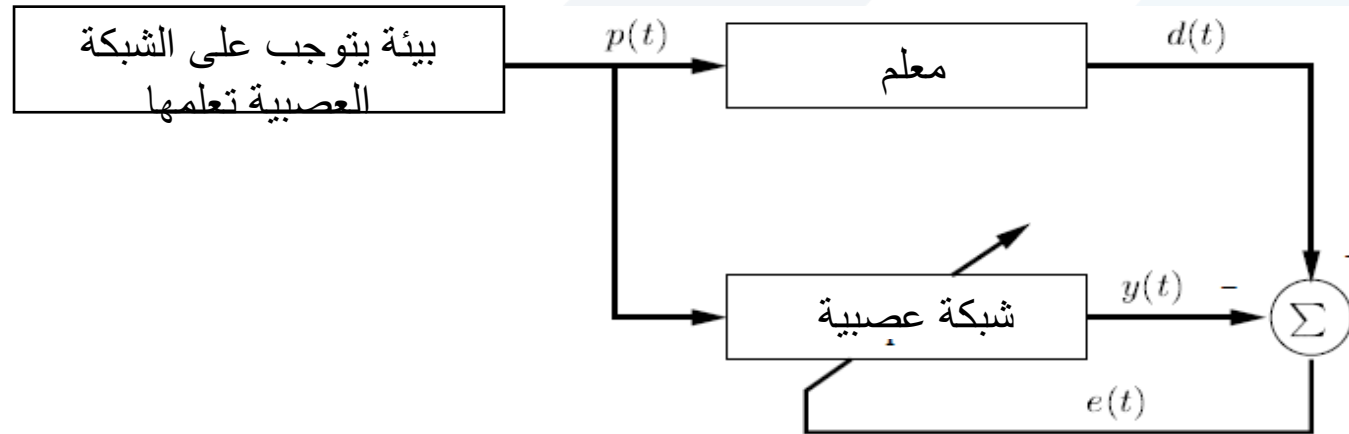 بيئة يتوجب على الشبكة
العصبية تعلمها
p(t)
معلم
d(t)
شبكة عصبية
y(t)
−
Σ
e(t)